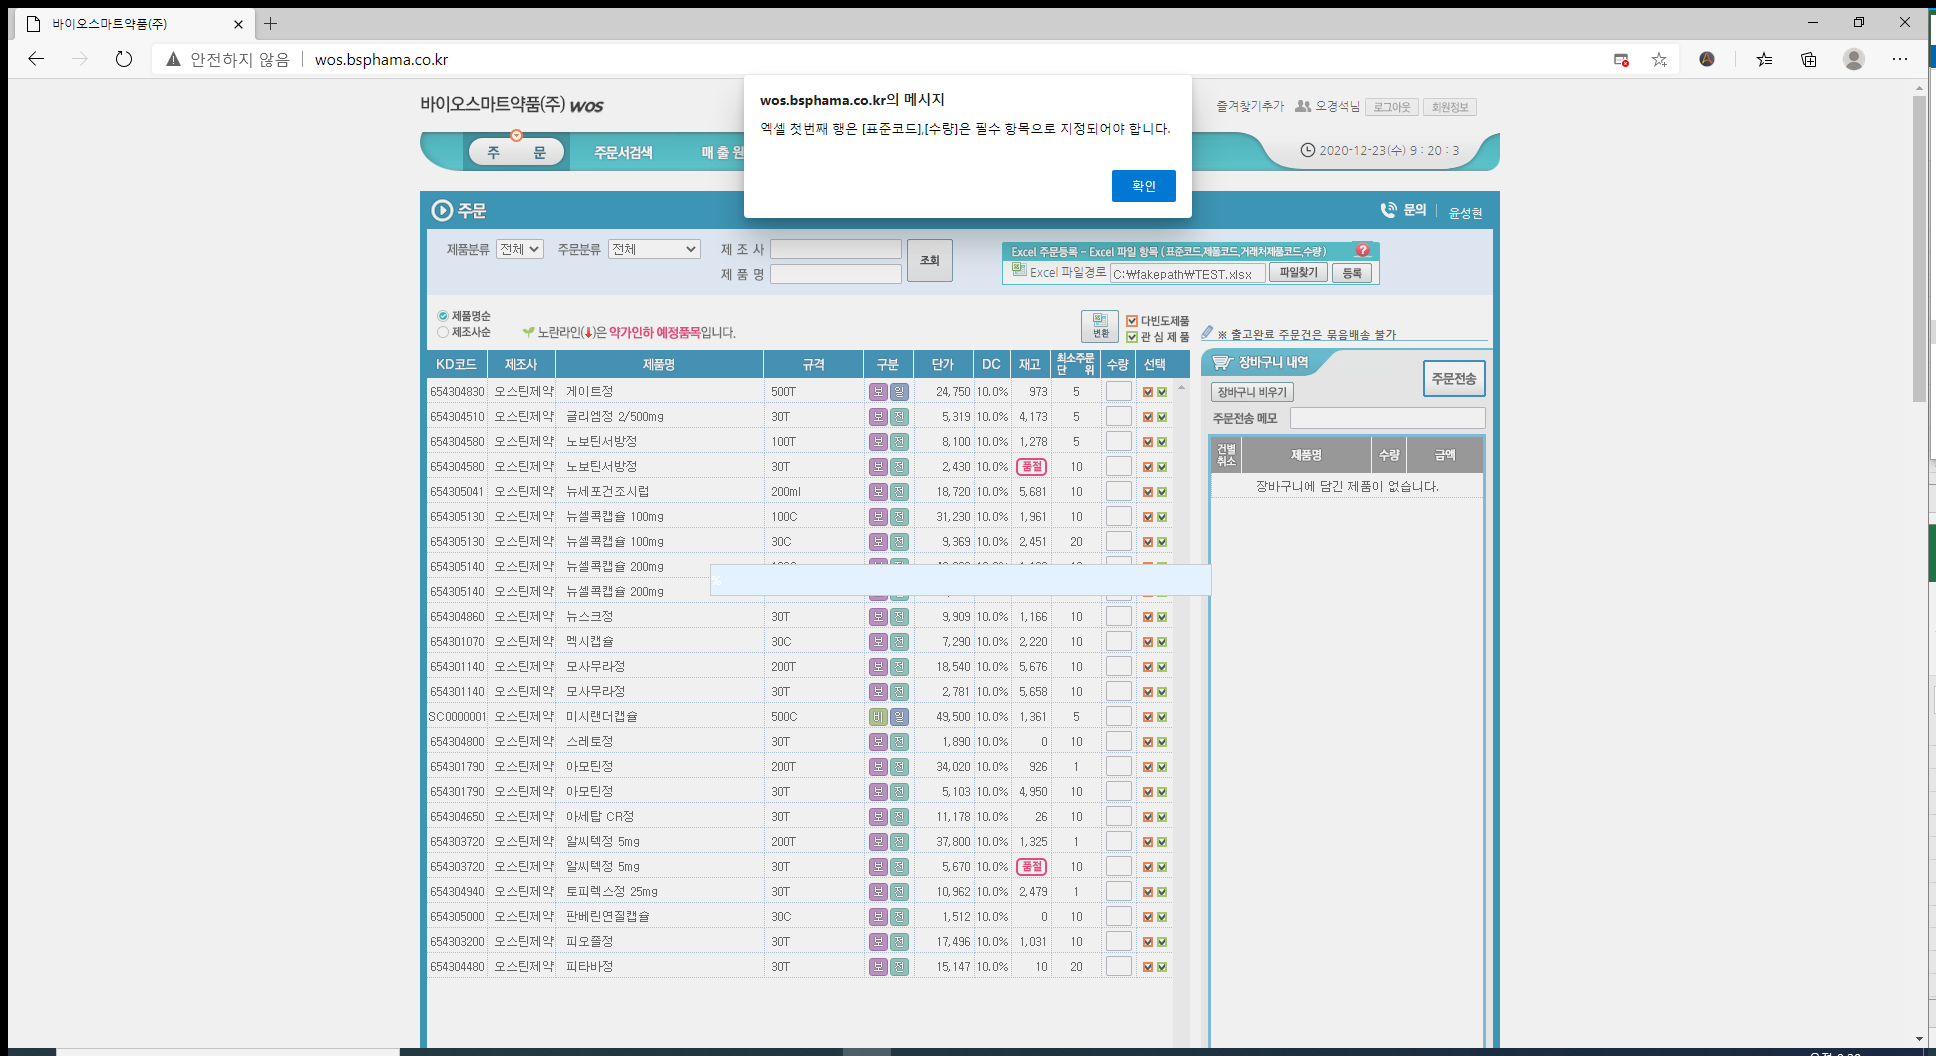 바이오스마트약품(주)
안전하지 않음 wos.bsphama.co.kr
wos.bsphama.co.kr의 메시지
엑셀 첫번째 행은 [표준코드],[수량]은 필수 항목으로 지정되어야 합니다.
확인
바이오스마트약품(주) wos
즐겨찾기추가 오경석님 로그아웃 회원정보
주 문 주문서검색 매 출 원
2020-12-23(수) 9 : 20 : 3
주문
문의 윤성현
제품분류 전체 주문분류 전체 제 조 사 조회
제 품 명
Excel 주문등록 - Excel 파일 항목 (표준코드,제품코드,거래처제품코드,수량) ?
Excel 파일경로 C:₩fakepath₩TEST.xlsx 파일찾기 등록
제품명순
제조사순
노란라인(↓)은 약가인하 예정품목입니다.
변환 다빈도제품
관 심 제 품
※ 출고완료 주문건은 묶음배송 불가
KD코드 제조사 제품명 규격 구분 단가 DC 재고 최소주문단 위 수량 선택
654304830 오스틴제약 게이트정 500T 보 일 24,750 10.0% 973 5
654304510 오스틴제약 글리엠정 2/500mg 30T 보 전 5,319 10.0% 4,173 5
654304580 오스틴제약 노보틴서방정 100T 보 전 8,100 10.0% 1,278 5
654304580 오스틴제약 노보틴서방정 30T 보 전 2,430 10.0% 품절 10
654305041 오스틴제약 뉴세포건조시럽 200ml 보 전 18,720 10.0% 5,681 10
654305130 오스틴제약 뉴셀콕캡슐 100mg 100C 보 전 31,230 10.0% 1,961 10
654305130 오스틴제약 뉴셀콕캡슐 100mg 30C 보 전 9,369 10.0% 2,451 20
654305140 오스틴제약 뉴셀콕캡슐 200mg
654305140 오스틴제약 뉴셀콕캡슐 200mg
%
654304860 오스틴제약 뉴스크정 30T 보 전 9,909 10.0% 1,166 10
654301070 오스틴제약 멕시캡슐 30C 보 전 7,290 10.0% 2,220 10
654301140 오스틴제약 모사무라정 200T 보 전 18,540 10.0% 5,676 10
654301140 오스틴제약 모사무라정 30T 보 전 2,781 10.0% 5,658 10
SC0000001 오스틴제약 미시랜더캡슐 500C 비 일 49,500 10.0% 1,361 5
654304800 오스틴제약 스레토정 30T 보 전 1,890 10.0% 0 10
654301790 오스틴제약 아모틴정 200T 보 전 34,020 10.0% 926 1
654301790 오스틴제약 아모틴정 30T 보 전 5,103 10.0% 4,950 10
654304650 오스틴제약 아세탑 CR정 30T 보 전 11,178 10.0% 26 10
654303720 오스틴제약 알씨텍정 5mg 200T 보 전 37,800 10.0% 1,325 1
654303720 오스틴제약 알씨텍정 5mg 30T 보 전 5,670 10.0% 품절 10
654304940 오스틴제약 토피렉스정 25mg 30T 보 전 10,962 10.0% 2,479 1
654305000 오스틴제약 판베린연질캡슐 30C 보 전 1,512 10.0% 0 10
654303200 오스틴제약 피오졸정 30T 보 전 17,496 10.0% 1,031 10
654304480 오스틴제약 피타바정 30T 보 전 15,147 10.0% 10 20
장바구니 내역
주문전송
장바구니 비우기
주문전송 메모
건별취소 제품명 수량 금액
장바구니에 담긴 제품이 없습니다.